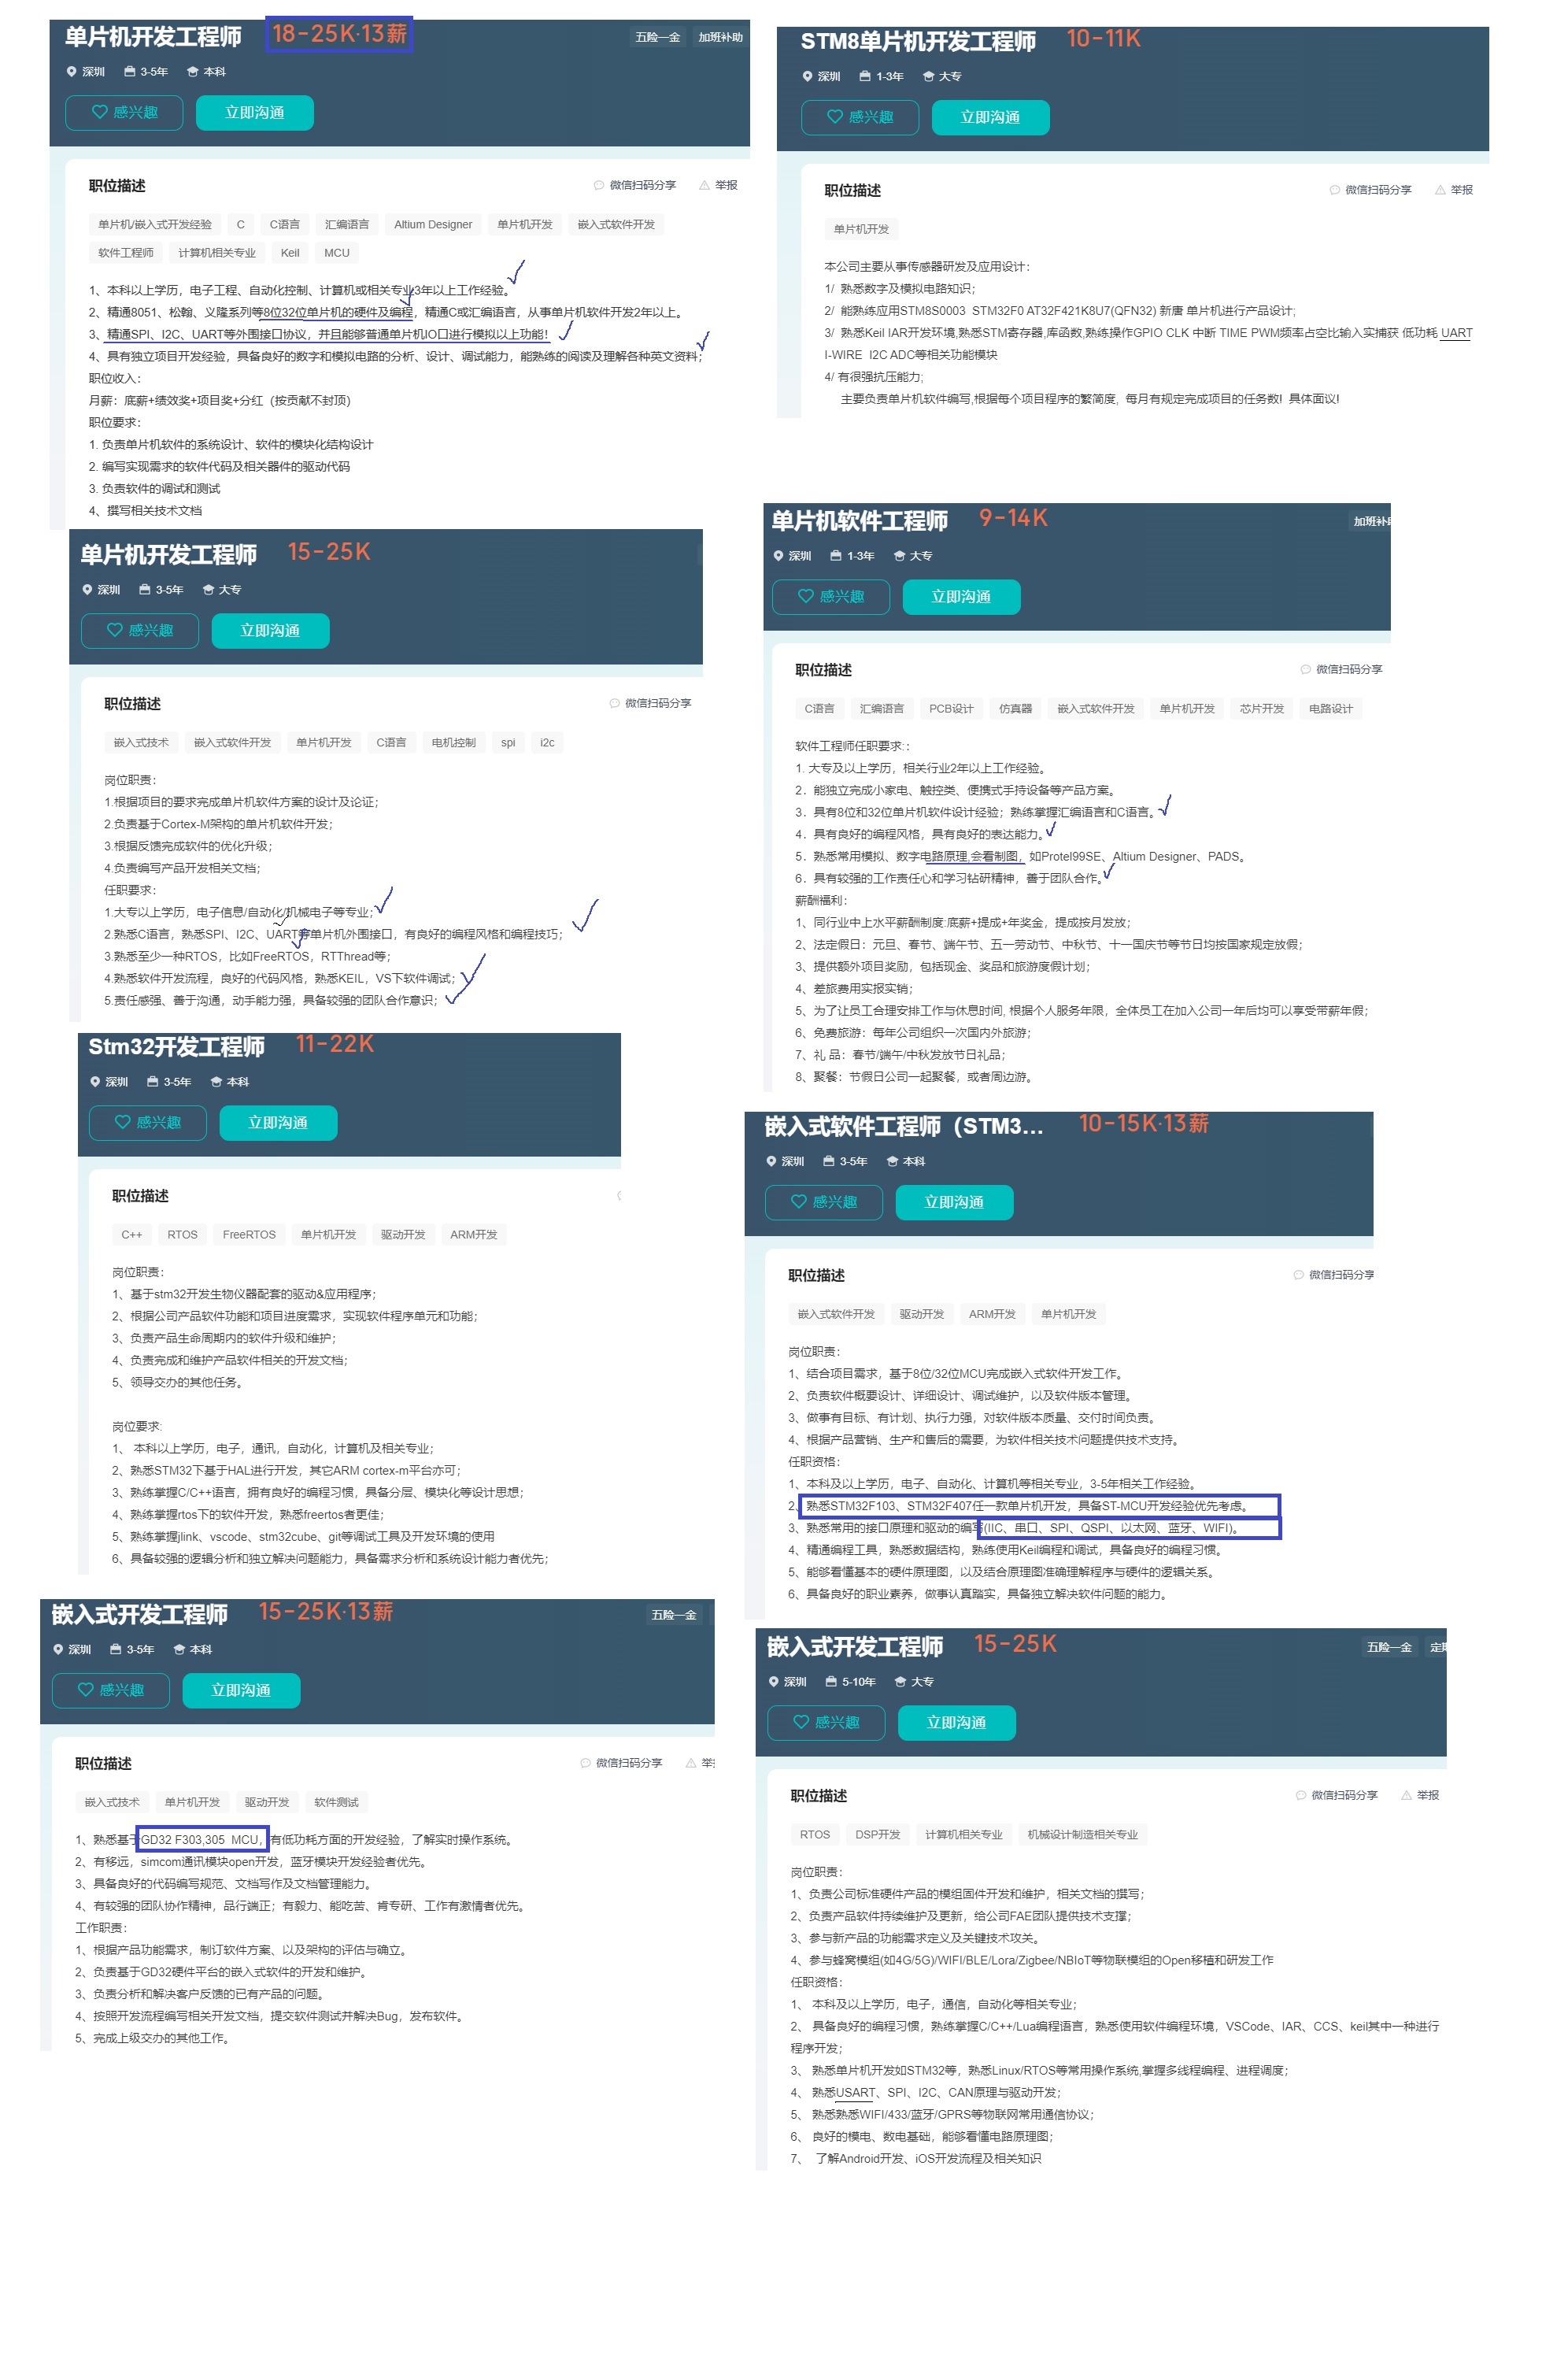 单片机开发工程师 18-25K·13薪
五险一金 加班补助
深圳 3-5年 本科
感兴趣 立即沟通
职位描述
微信扫码分享 举报
单片机/嵌入式开发经验 C C语言 汇编语言 Altium Designer 单片机开发 嵌入式软件开发
软件工程师 计算机相关专业 Keil MCU
1、本科以上学历，电子工程、自动化控制、计算机或相关专业3年以上工作经验。
2、精通8051、松翰、义隆系列等8位32位单片机的硬件及编程，精通C或汇编语言，从事单片机软件开发2年以上。
3、精通SPI、I2C、UART等外围接口协议，并且能够普通单片机IO口进行模拟以上功能！
4、具有独立项目开发经验，具备良好的数字和模拟电路的分析、设计、调试能力，能熟练的阅读及理解各种英文资料；
职位收入：
月薪：底薪+绩效奖+项目奖+分红（按贡献不封顶）
职位要求：
1. 负责单片机软件的系统设计、软件的模块化结构设计
2. 编写实现需求的软件代码及相关器件的驱动代码
3. 负责软件的调试和测试
4、撰写相关技术文档
STM8单片机开发工程师 10-11K
深圳 1-3年 大专
感兴趣 立即沟通
职位描述
微信扫码分享 举报
单片机开发
本公司主要从事传感器研发及应用设计：
1/ 熟悉数字及模拟电路知识；
2/ 能熟练应用STM8S0003 STM32F0 AT32F421K8U7(QFN32) 新唐 单片机进行产品设计;
3/ 熟悉Keil IAR开发环境,熟悉STM寄存器,库函数,熟练操作GPIO CLK 中断 TIME PWM频率占空比输入实捕获 低功耗 UART
I-WIRE I2C ADC等相关功能模块
4/ 有很强抗压能力;
主要负责单片机软件编写,根据每个项目程序的繁简度, 每月有规定完成项目的任务数! 具体面议!
单片机开发工程师 15-25K
深圳 3-5年 大专
感兴趣 立即沟通
职位描述
微信扫码分享
嵌入式技术 嵌入式软件开发 单片机开发 C语言 电机控制 spi i2c
岗位职责：
1.根据项目的要求完成单片机软件方案的设计及论证；
2.负责基于Cortex-M架构的单片机软件开发；
3.根据反馈完成软件的优化升级；
4.负责编写产品开发相关文档；
任职要求：
1.大专以上学历，电子信息/自动化/机械电子等专业；
2.熟悉C语言，熟悉SPI、I2C、UART等单片机外围接口，有良好的编程风格和编程技巧；
3.熟悉至少一种RTOS，比如FreeRTOS，RTThread等；
4.熟悉软件开发流程，良好的代码风格，熟悉KEIL，VS下软件调试；
5.责任感强、善于沟通，动手能力强，具备较强的团队合作意识；
单片机软件工程师 9-14K
加班补
深圳 1-3年 大专
感兴趣 立即沟通
职位描述
微信扫码分享
C语言 汇编语言 PCB设计 仿真器 嵌入式软件开发 单片机开发 芯片开发 电路设计
软件工程师任职要求:：
1. 大专及以上学历，相关行业2年以上工作经验。
2．能独立完成小家电、触控类、便携式手持设备等产品方案。
3．具有8位和32位单片机软件设计经验；熟练掌握汇编语言和C语言。
4．具有良好的编程风格，具有良好的表达能力。
5．熟悉常用模拟、数字电路原理,会看制图，如Protel99SE、Altium Designer、PADS。
6．具有较强的工作责任心和学习钻研精神，善于团队合作。
薪酬福利：
1、同行业中上水平薪酬制度:底薪+提成+年奖金，提成按月发放；
2、法定假日：元旦、春节、端午节、五一劳动节、中秋节、十一国庆节等节日均按国家规定放假；
3、提供额外项目奖励，包括现金、奖品和旅游度假计划；
4、差旅费用实报实销；
5、为了让员工合理安排工作与休息时间, 根据个人服务年限，全体员工在加入公司一年后均可以享受带薪年假；
6、免费旅游：每年公司组织一次国内外旅游；
7、礼 品：春节/端午/中秋发放节日礼品；
8、聚餐：节假日公司一起聚餐，或者周边游。
Stm32开发工程师 11-22K
深圳 3-5年 本科
感兴趣 立即沟通
职位描述
C++ RTOS FreeRTOS 单片机开发 驱动开发 ARM开发
岗位职责：
1、基于stm32开发生物仪器配套的驱动&应用程序；
2、根据公司产品软件功能和项目进度需求，实现软件程序单元和功能；
3、负责产品生命周期内的软件升级和维护；
4、负责完成和维护产品软件相关的开发文档；
5、领导交办的其他任务。
岗位要求:
1、 本科以上学历，电子，通讯，自动化，计算机及相关专业；
2、熟悉STM32下基于HAL进行开发，其它ARM cortex-m平台亦可；
3、熟练掌握C/C++语言，拥有良好的编程习惯，具备分层、模块化等设计思想；
4、熟练掌握rtos下的软件开发，熟悉freertos者更佳；
5、熟练掌握jlink、vscode、stm32cube、git等调试工具及开发环境的使用
6、具备较强的逻辑分析和独立解决问题能力，具备需求分析和系统设计能力者优先；
嵌入式软件工程师（STM3... 10-15K·13薪
深圳 3-5年 本科
感兴趣 立即沟通
职位描述
微信扫码分享
嵌入式软件开发 驱动开发 ARM开发 单片机开发
岗位职责：
1、结合项目需求，基于8位/32位MCU完成嵌入式软件开发工作。
2、负责软件概要设计、详细设计、调试维护，以及软件版本管理。
3、做事有目标、有计划、执行力强，对软件版本质量、交付时间负责。
4、根据产品营销、生产和售后的需要，为软件相关技术问题提供技术支持。
任职资格：
1、本科及以上学历，电子、自动化、计算机等相关专业，3-5年相关工作经验。
2、熟悉STM32F103、STM32F407任一款单片机开发，具备ST-MCU开发经验优先考虑。
3、熟悉常用的接口原理和驱动的编写(IIC、串口、SPI、QSPI、以太网、蓝牙、WIFI)。
4、精通编程工具，熟悉数据结构，熟练使用Keil编程和调试，具备良好的编程习惯。
5、能够看懂基本的硬件原理图，以及结合原理图准确理解程序与硬件的逻辑关系。
6、具备良好的职业素养，做事认真踏实，具备独立解决软件问题的能力。
嵌入式开发工程师 15-25K·13薪
五险一金
深圳 3-5年 本科
感兴趣 立即沟通
职位描述
微信扫码分享 举
嵌入式技术 单片机开发 驱动开发 软件测试
1、熟悉基于GD32 F303,305 MCU，有低功耗方面的开发经验，了解实时操作系统。
2、有移远，simcom通讯模块open开发，蓝牙模块开发经验者优先。
3、具备良好的代码编写规范、文档写作及文档管理能力。
4、有较强的团队协作精神，品行端正；有毅力、能吃苦、肯专研、工作有激情者优先。
工作职责：
1、根据产品功能需求，制订软件方案、以及架构的评估与确立。
2、负责基于GD32硬件平台的嵌入式软件的开发和维护。
3、负责分析和解决客户反馈的已有产品的问题。
4、按照开发流程编写相关开发文档，提交软件测试并解决Bug，发布软件。
5、完成上级交办的其他工作。
嵌入式开发工程师 15-25K
五险一金 定
深圳 5-10年 大专
感兴趣 立即沟通
职位描述
微信扫码分享 举报
RTOS DSP开发 计算机相关专业 机械设计制造相关专业
岗位职责：
1、负责公司标准硬件产品的模组固件开发和维护，相关文档的撰写；
2、负责产品软件持续维护及更新，给公司FAE团队提供技术支撑；
3、参与新产品的功能需求定义及关键技术攻关。
4、参与蜂窝模组(如4G/5G)/WIFI/BLE/Lora/Zigbee/NBIoT等物联模组的Open移植和研发工作
任职资格：
1、 本科及以上学历，电子，通信，自动化等相关专业；
2、 具备良好的编程习惯，熟练掌握C/C++/Lua编程语言，熟悉使用软件编程环境，VSCode、IAR、CCS、keil其中一种进行
程序开发；
3、 熟悉单片机开发如STM32等，熟悉Linux/RTOS等常用操作系统,掌握多线程编程、进程调度；
4、 熟悉USART、SPI、I2C、CAN原理与驱动开发；
5、 熟悉熟悉WIFI/433/蓝牙/GPRS等物联网常用通信协议；
6、 良好的模电、数电基础，能够看懂电路原理图；
7、 了解Android开发、iOS开发流程及相关知识